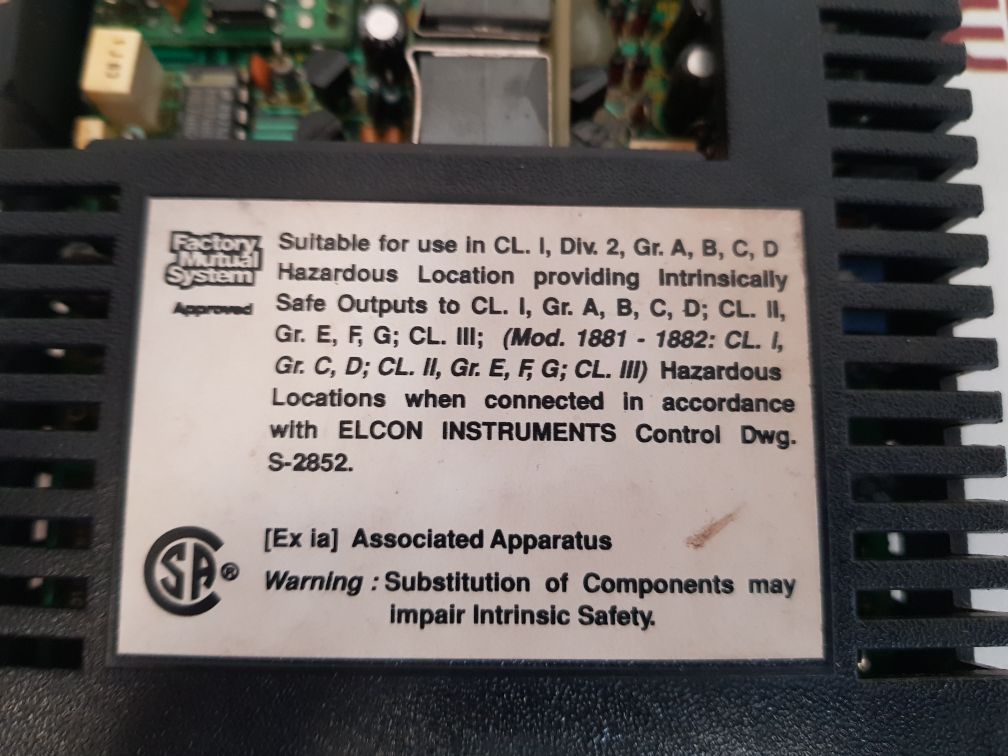 Factory
Mutual
System
Approved
Suitable for use in CL. I, Div. 2, Gr. A, B, C, D
Hazardous Location providing Intrinsically
Safe Outputs to CL. I, Gr. A, B, C, D; CL. II,
Gr. E, F, G; CL. III; (Mod. 1881 - 1882: CL. I,
Gr. C, D; CL. II, Gr. E, F, G; CL. III) Hazardous
Locations when connected in accordance
with ELCON INSTRUMENTS Control Dwg.
S-2852.
CSA®
[Ex ia] Associated Apparatus
Warning : Substitution of Components may
impair Intrinsic Safety.